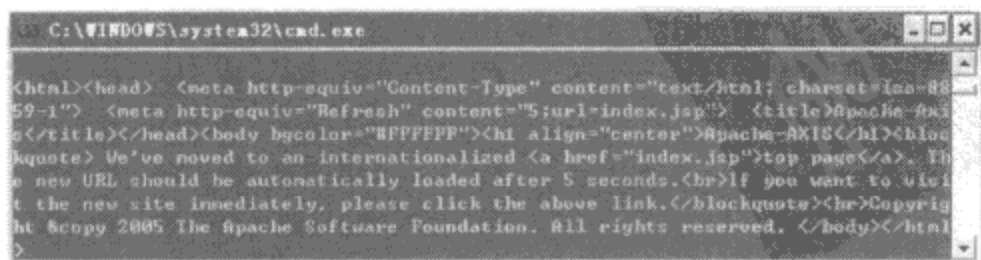 C:\WINDOWS\system32\cmd.exe
<html><head>  <meta http-equiv="Content-Type" content="text/html; charset=iso-88
59-1">  <meta http-equiv="Refresh" content="5;url=index.jsp">  <title>Apache-Axi
s</title></head><body bgcolor="#FFFFFF"><h1 align="center">Apache-AXIS</h1><bloc
kquote> We've moved to an internationalized <a href="index.jsp">top page</a>. Th
e new URL should be automatically loaded after 5 seconds.<br>If you want to visi
t the new site immediately, please click the above link.</blockquote><hr>Copyrig
ht &copy 2005 The Apache Software Foundation. All rights reserved. </body></html
>